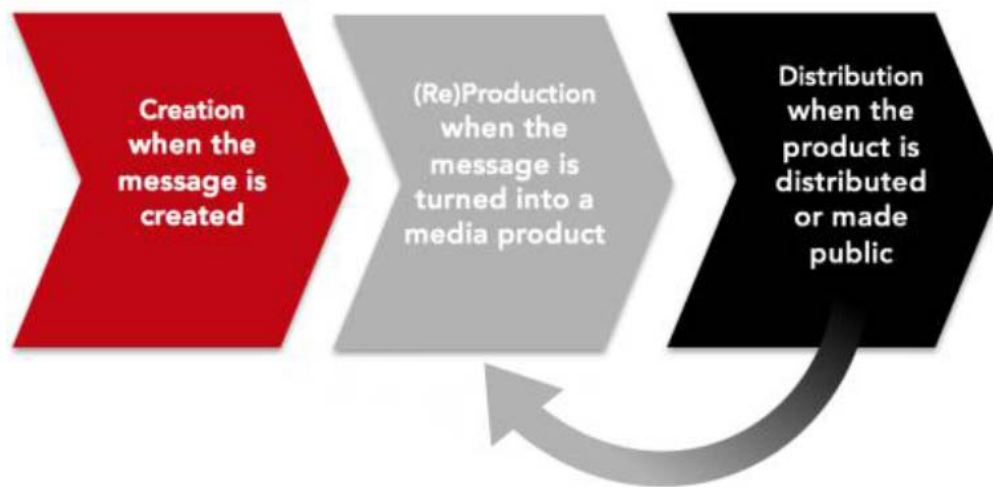 Creation
when the
message is
created
(Re)Production
when the
message is
turned into a
media product
Distribution
when the
product is
distributed
or made
public